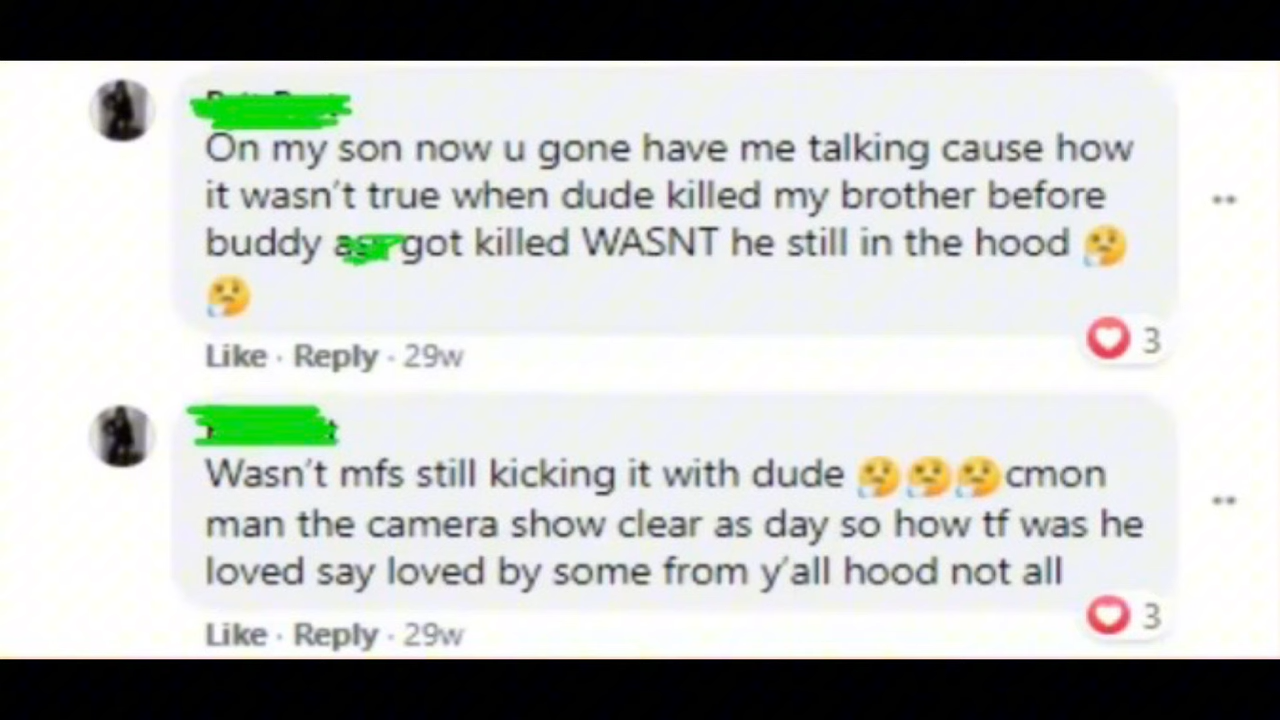 On my son now u gone have me talking cause how
it wasn't true when dude killed my brother before
buddy got killed WASNT he still in the hood 🤔
🤔
Like · Reply · 29w
3
Wasn't mfs still kicking it with dude 🤔🤔🤔cmon
man the camera show clear as day so how tf was he
loved say loved by some from y'all hood not all
Like · Reply · 29w
3